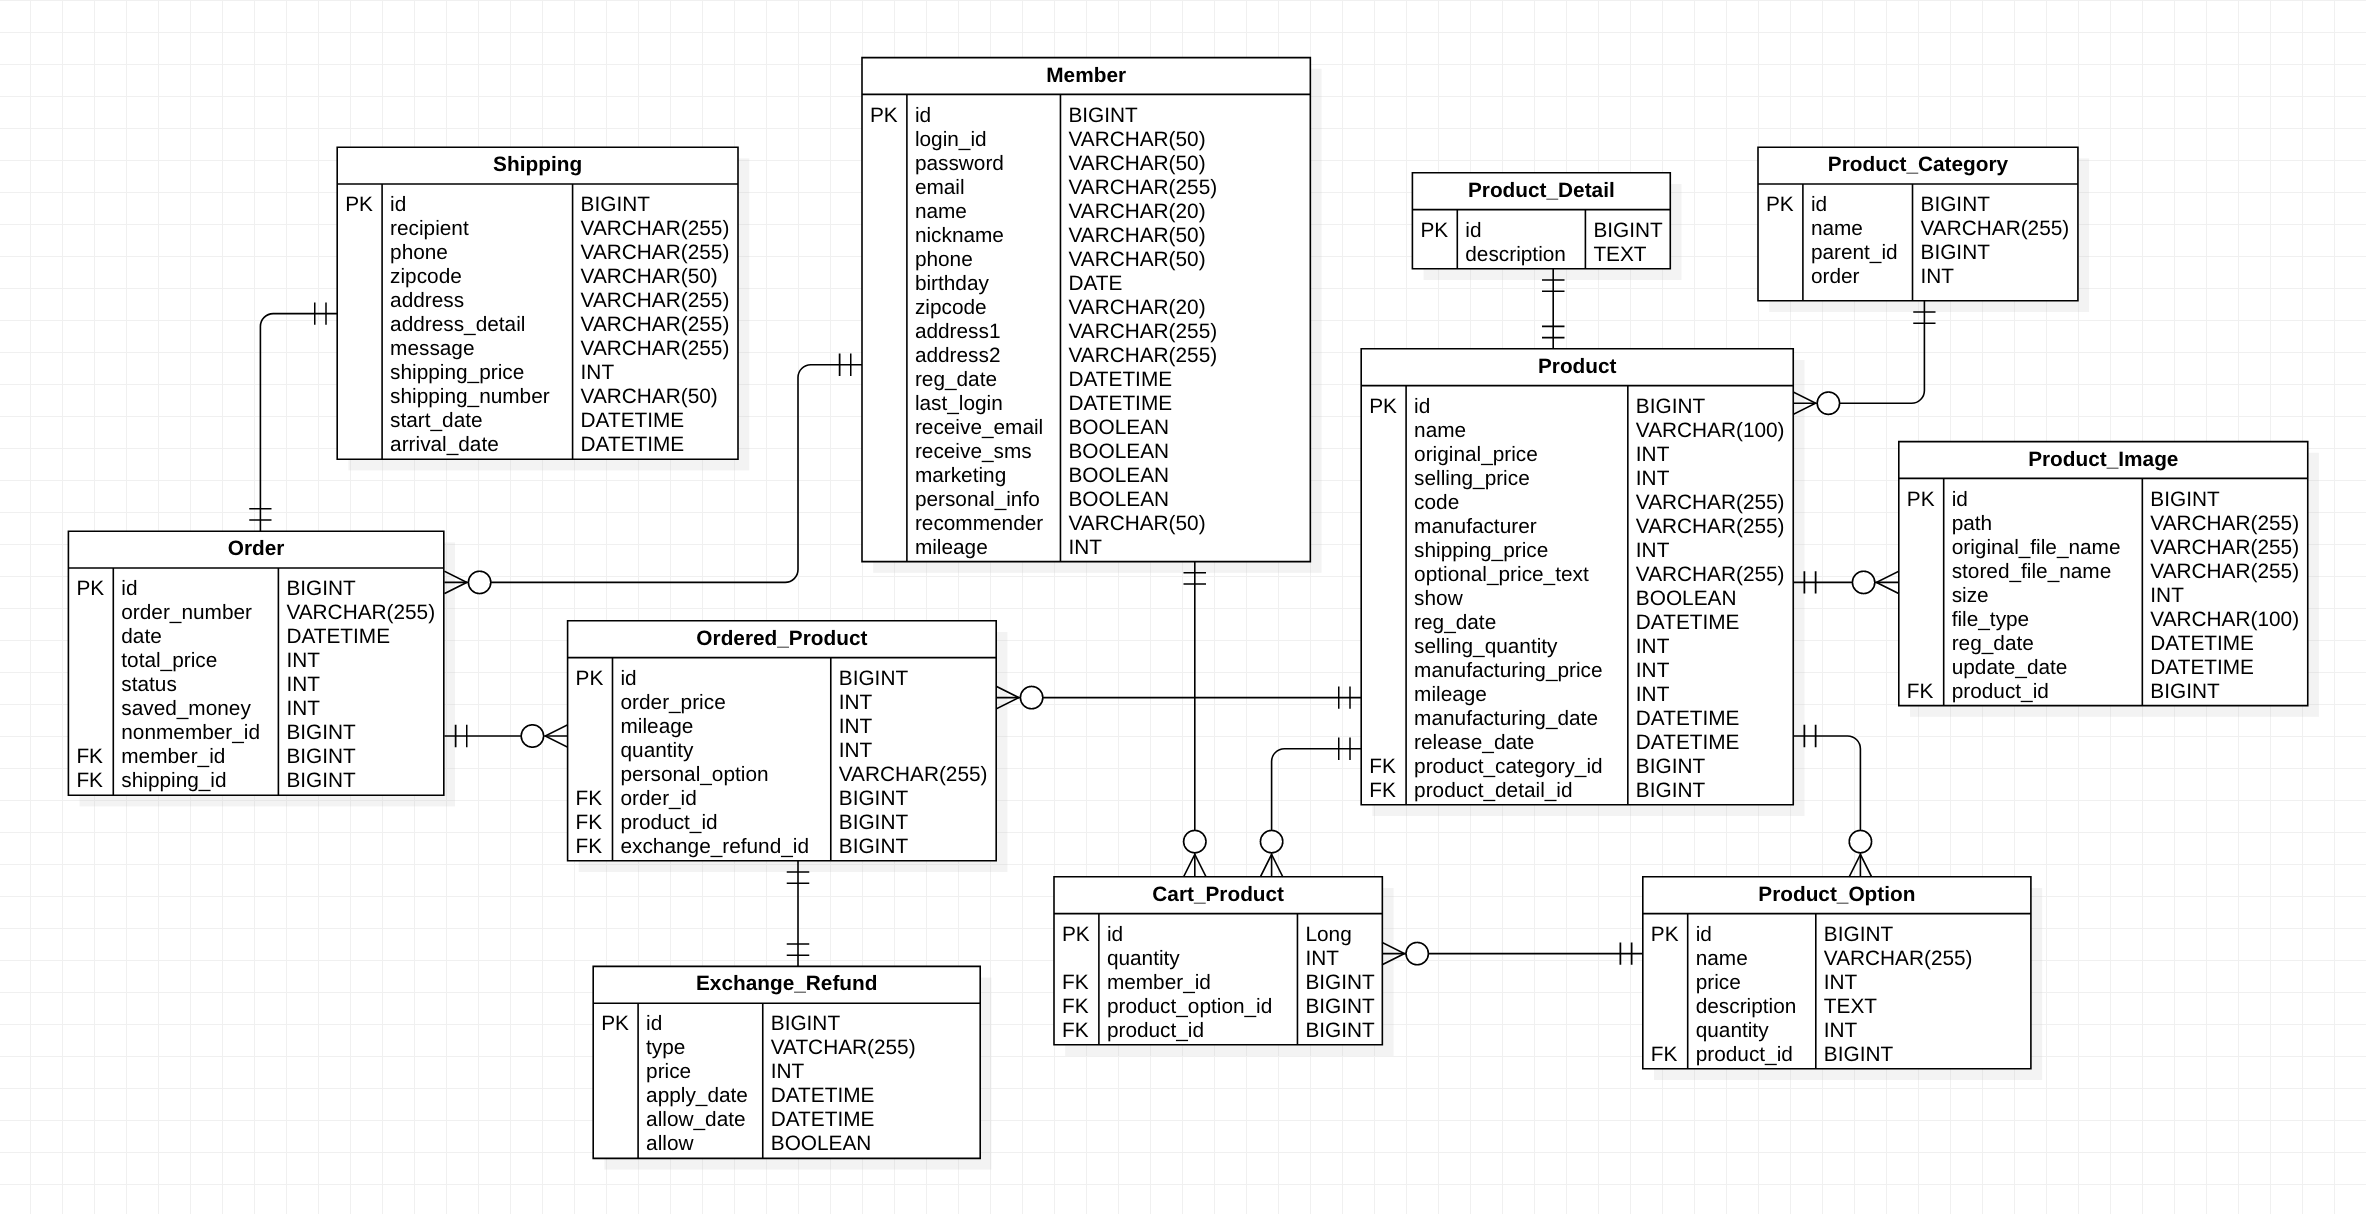 Member
PK id BIGINT
login_id VARCHAR(50)
password VARCHAR(50)
email VARCHAR(255)
name VARCHAR(20)
nickname VARCHAR(50)
phone VARCHAR(50)
birthday DATE
zipcode VARCHAR(20)
address1 VARCHAR(255)
address2 VARCHAR(255)
reg_date DATETIME
last_login DATETIME
receive_email BOOLEAN
receive_sms BOOLEAN
marketing BOOLEAN
personal_info BOOLEAN
recommender VARCHAR(50)
mileage INT
Shipping
PK id BIGINT
recipient VARCHAR(255)
phone VARCHAR(255)
zipcode VARCHAR(50)
address VARCHAR(255)
address_detail VARCHAR(255)
message VARCHAR(255)
shipping_price INT
shipping_number VARCHAR(50)
start_date DATETIME
arrival_date DATETIME
Product_Detail
PK id BIGINT
description TEXT
Product_Category
PK id BIGINT
name VARCHAR(255)
parent_id BIGINT
order INT
Product
PK id BIGINT
name VARCHAR(100)
original_price INT
selling_price INT
code VARCHAR(255)
manufacturer VARCHAR(255)
shipping_price INT
optional_price_text VARCHAR(255)
show BOOLEAN
reg_date DATETIME
selling_quantity INT
manufacturing_price INT
mileage INT
manufacturing_date DATETIME
release_date DATETIME
FK product_category_id BIGINT
FK product_detail_id BIGINT
Product_Image
PK id BIGINT
path VARCHAR(255)
original_file_name VARCHAR(255)
stored_file_name VARCHAR(255)
size INT
file_type VARCHAR(100)
reg_date DATETIME
update_date DATETIME
FK product_id BIGINT
Order
PK id BIGINT
order_number VARCHAR(255)
date DATETIME
total_price INT
status INT
saved_money INT
nonmember_id BIGINT
FK member_id BIGINT
FK shipping_id BIGINT
Ordered_Product
PK id BIGINT
order_price INT
mileage INT
quantity INT
personal_option VARCHAR(255)
FK order_id BIGINT
FK product_id BIGINT
FK exchange_refund_id BIGINT
Cart_Product
PK id Long
quantity INT
FK member_id BIGINT
FK product_option_id BIGINT
FK product_id BIGINT
Product_Option
PK id BIGINT
name VARCHAR(255)
price INT
description TEXT
quantity INT
FK product_id BIGINT
Exchange_Refund
PK id BIGINT
type VATCHAR(255)
price INT
apply_date DATETIME
allow_date DATETIME
allow BOOLEAN